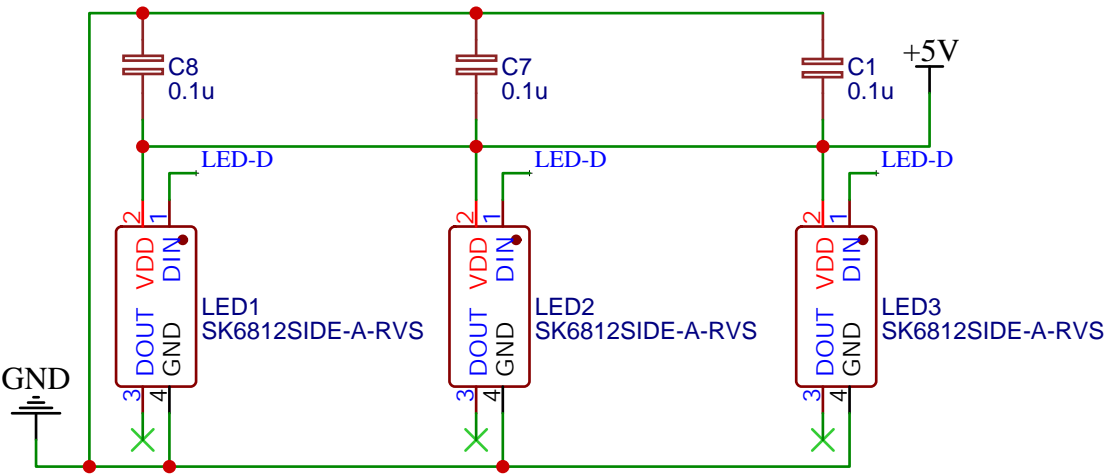 C8
0.1u
C7
0.1u
C1
0.1u
+5V
LED-D
LED-D
LED-D
2
1
2
1
2
1
VDD
DIN
VDD
DIN
VDD
DIN
LED1
SK6812SIDE-A-RVS
LED2
SK6812SIDE-A-RVS
LED3
SK6812SIDE-A-RVS
DOUT
GND
DOUT
GND
DOUT
GND
GND
3
4
3
4
3
4